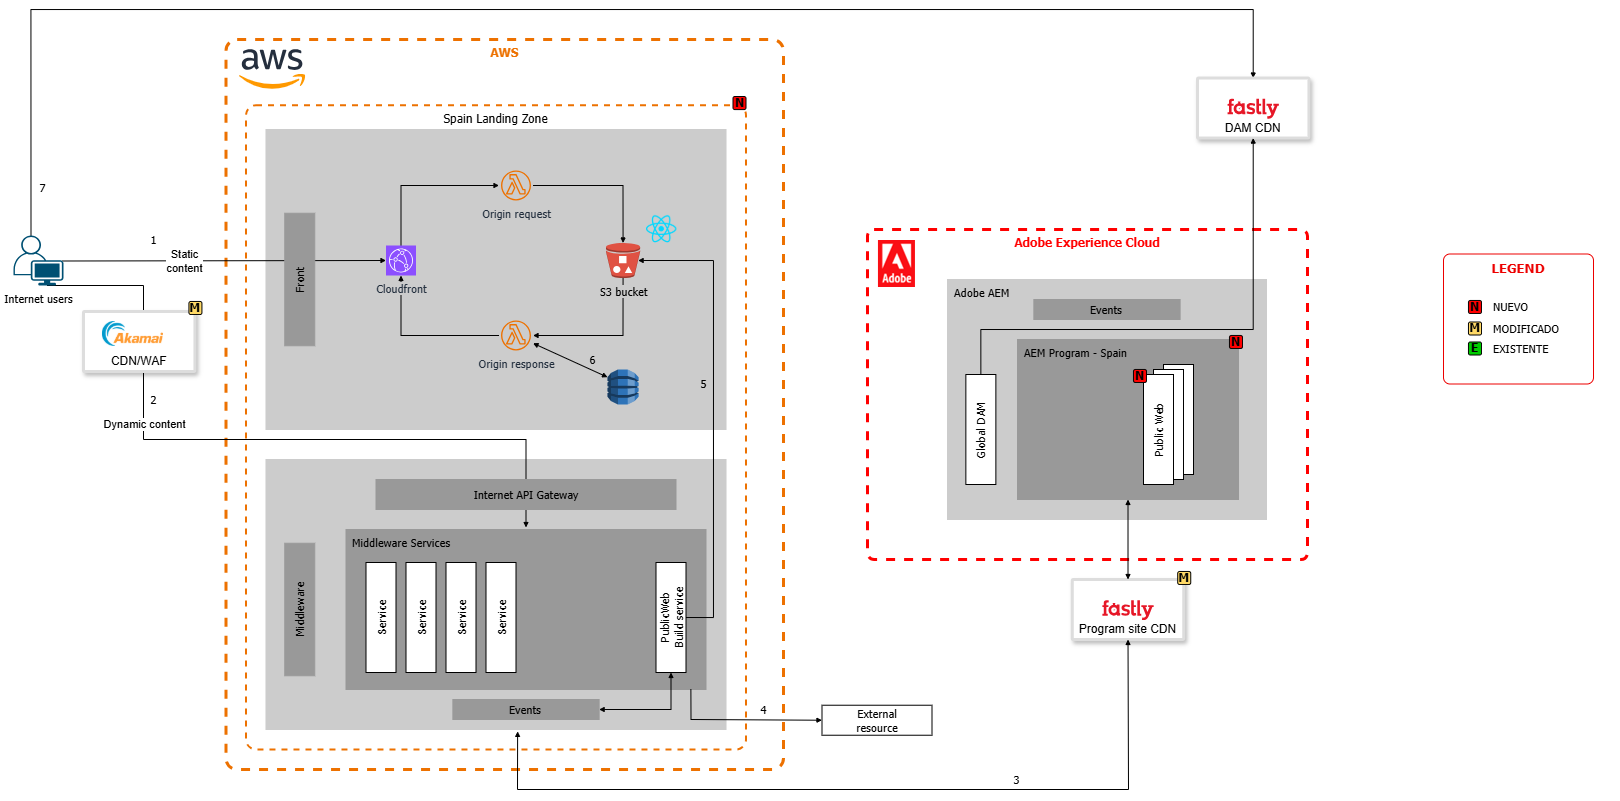 AWS
aws
N
Spain Landing Zone
fastly
DAM CDN
7
1
Static
content
Origin request
Front
Cloudfront
S3 bucket
Internet users
M
Akamai
CDN/WAF
Origin response
6
5
2
Dynamic content
Adobe Experience Cloud
Adobe
Adobe AEM
Events
N
AEM Program - Spain
N
Global DAM
Public Web
LEGEND
N NUEVO
M MODIFICADO
E EXISTENTE
Internet API Gateway
Middleware Services
Middleware
Service
Service
Service
Service
PublicWeb
Build service
Events
4
External
resource
M
fastly
Program site CDN
3